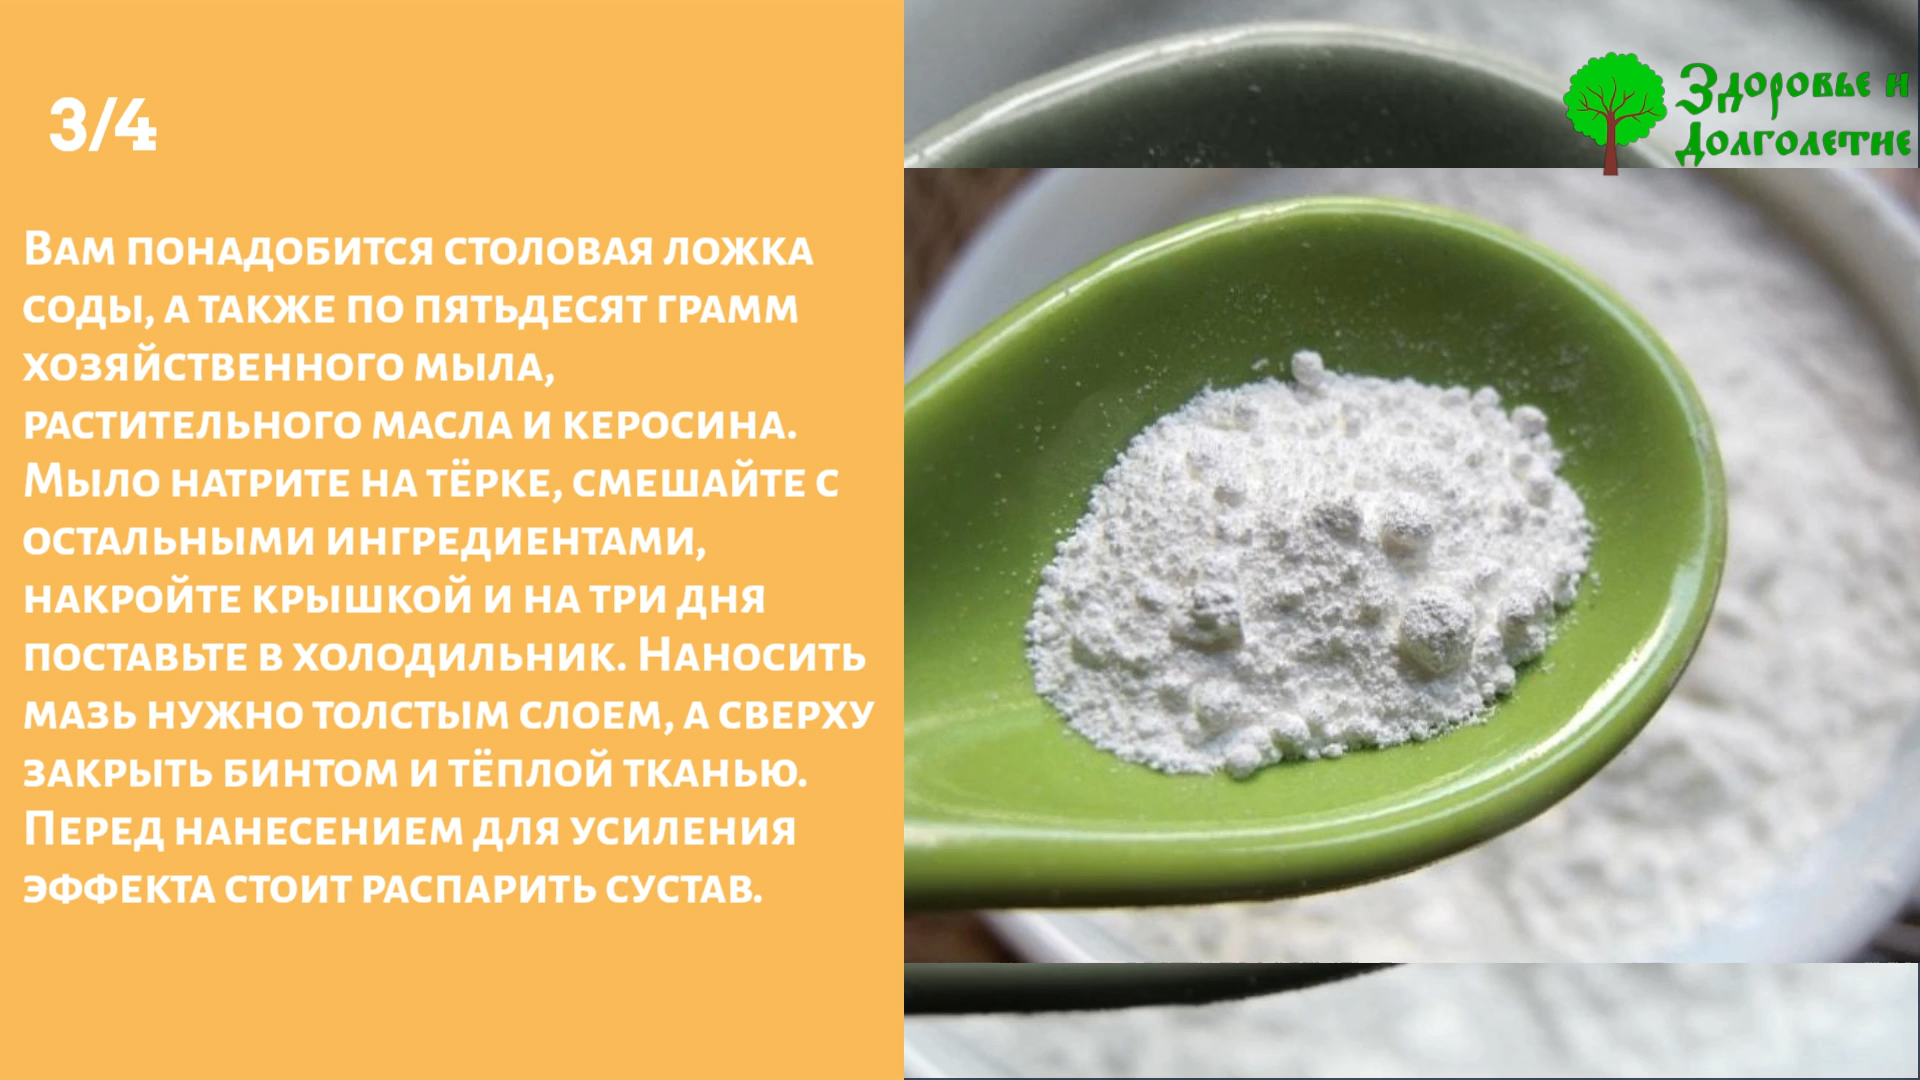 3/4
Здоровье и
Долголетие
Вам понадобится столовая ложка
соды, а также по пятьдесят грамм
хозяйственного мыла,
растительного масла и керосина.
Мыло натрите на тёрке, смешайте с
остальными ингредиентами,
накройте крышкой и на три дня
поставьте в холодильник. Наносить
мазь нужно толстым слоем, а сверху
закрыть бинтом и тёплой тканью.
Перед нанесением для усиления
эффекта стоит распарить сустав.